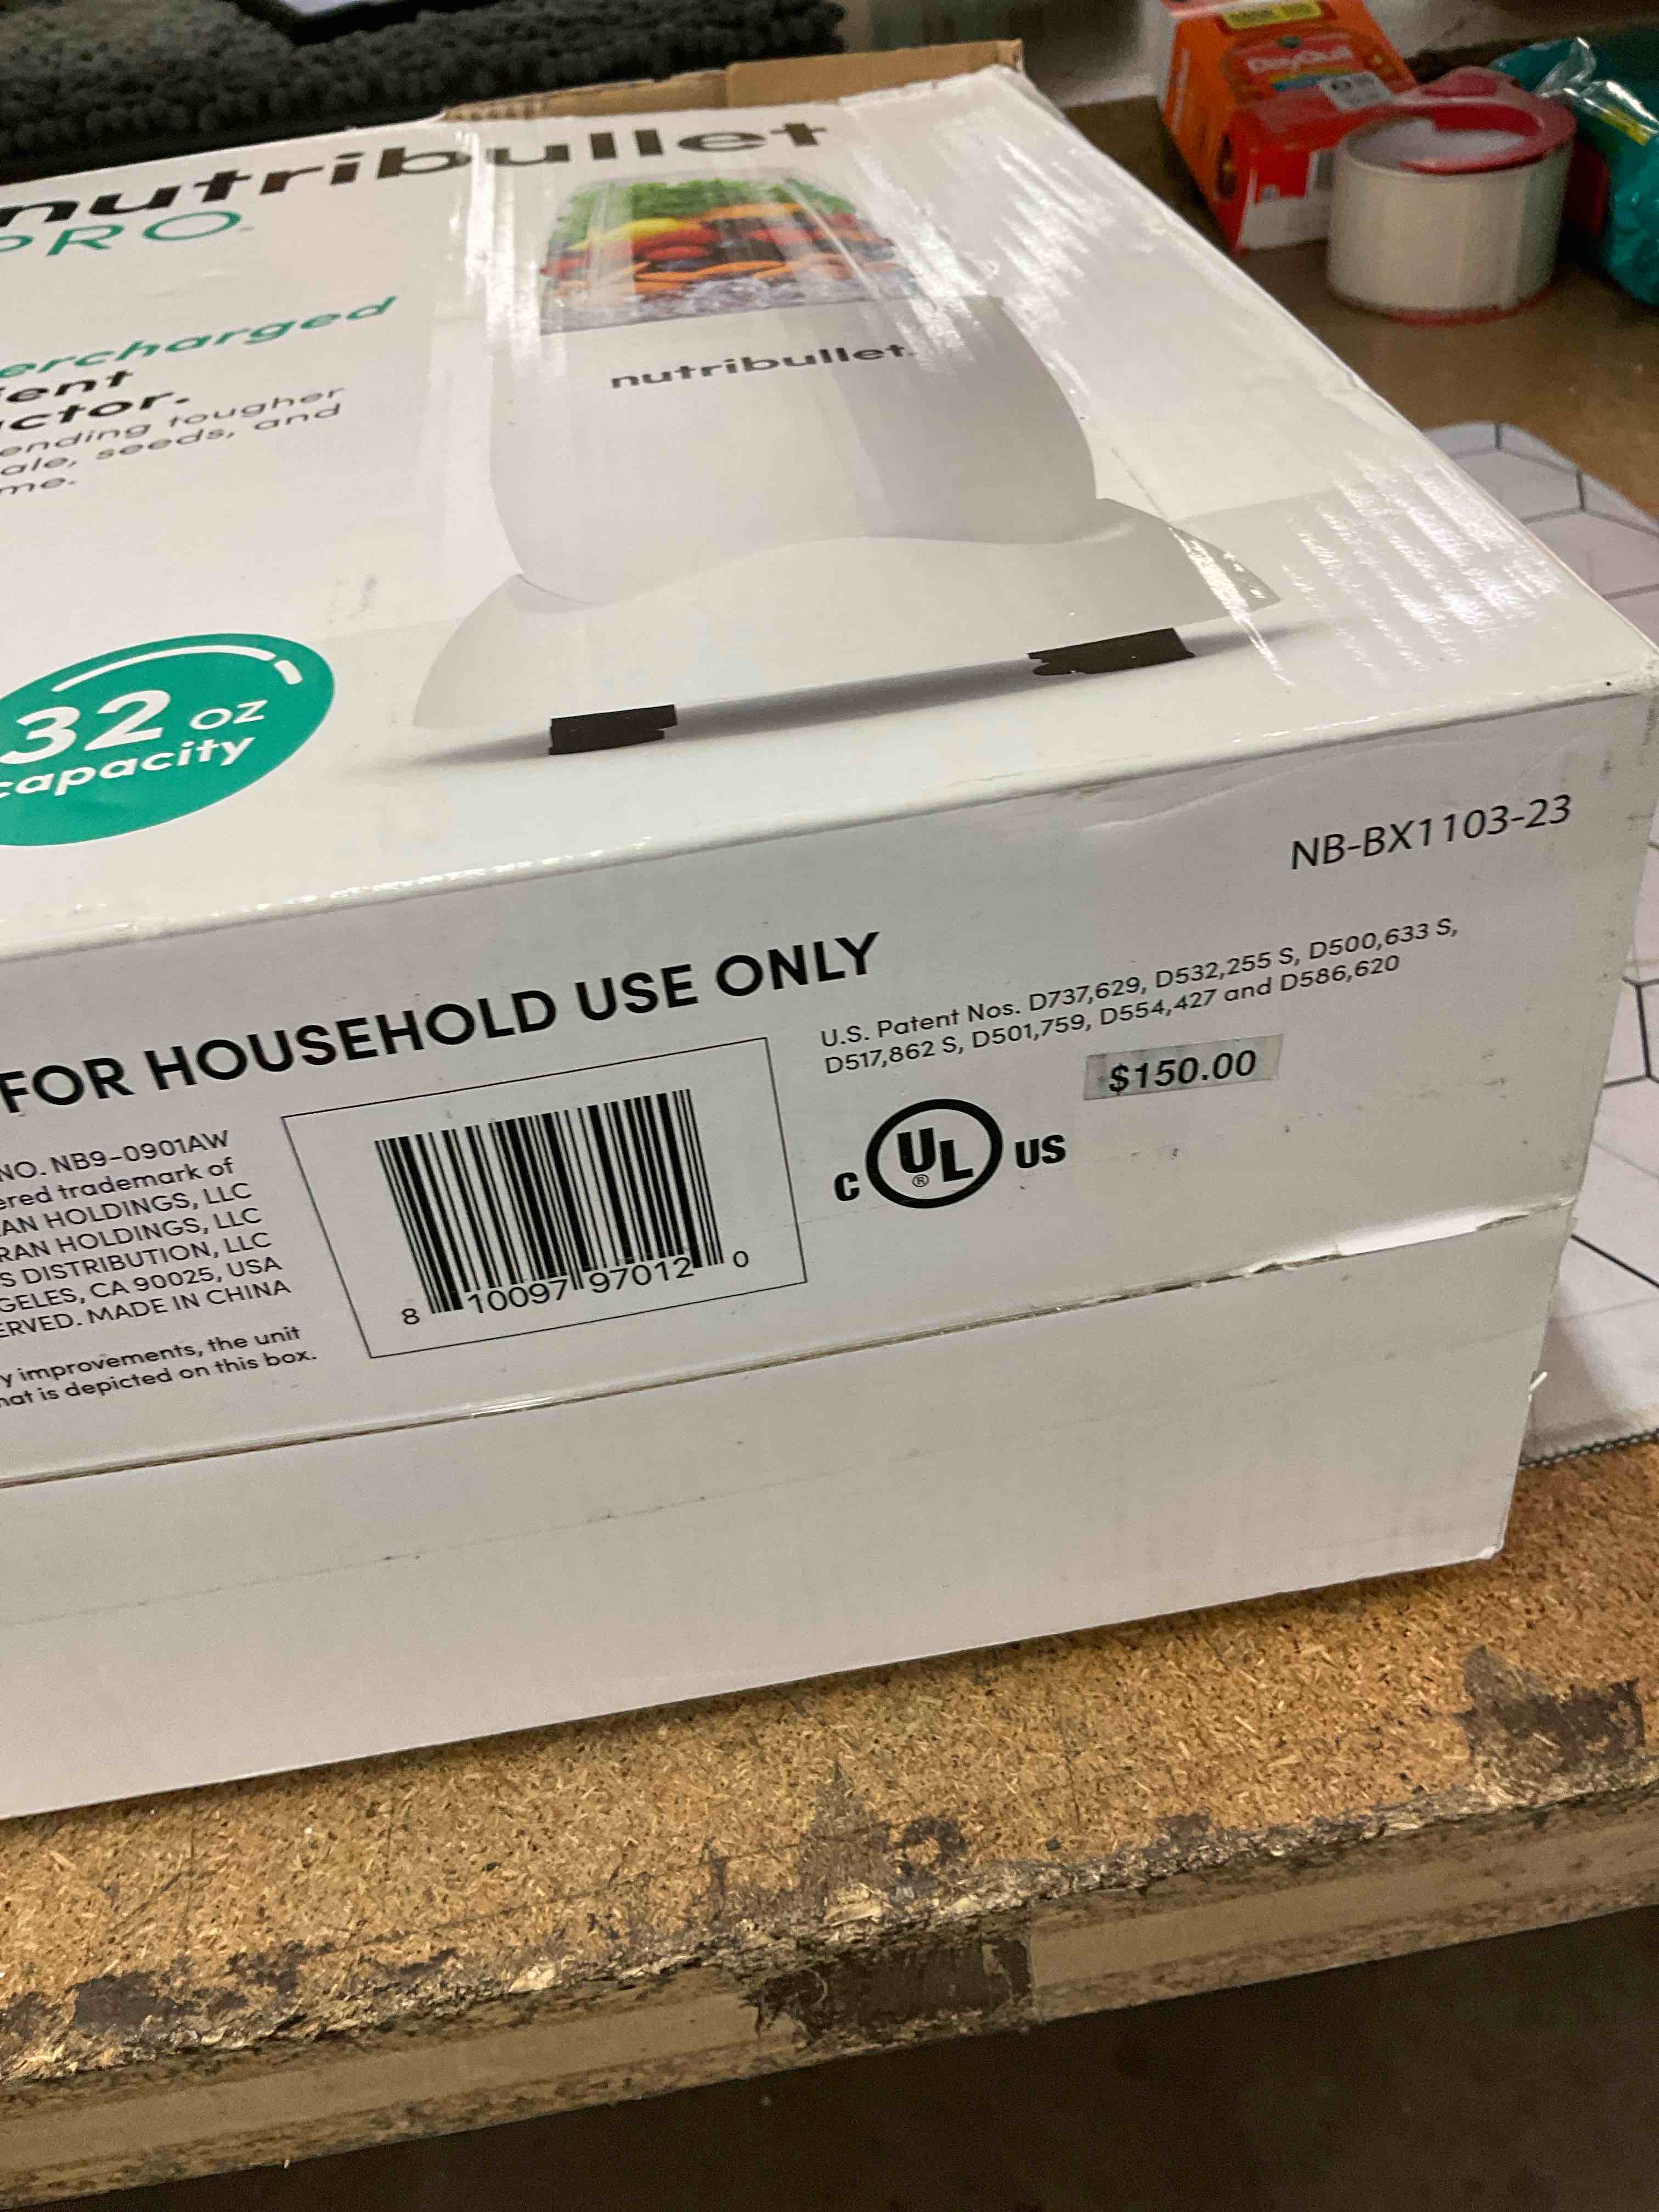 nutribullet
PRO
ercharged
ient
ctor.
ending tougher
ale, seeds, and
me.
nutribullet.
32 oz
capacity
DayQuil
NB-BX1103-23
FOR HOUSEHOLD USE ONLY
U.S. Patent Nos. D737,629, D532,255 S, D500,633 S,
D517,862 S, D501,759, D554,427 and D586,620
$150.00
C UL ® US
NO. NB9-0901AW
ered trademark of
AN HOLDINGS, LLC
RAN HOLDINGS, LLC
S DISTRIBUTION, LLC
GELES, CA 90025, USA
ERVED. MADE IN CHINA
y improvements, the unit
hat is depicted on this box.
8 10097 97012 0